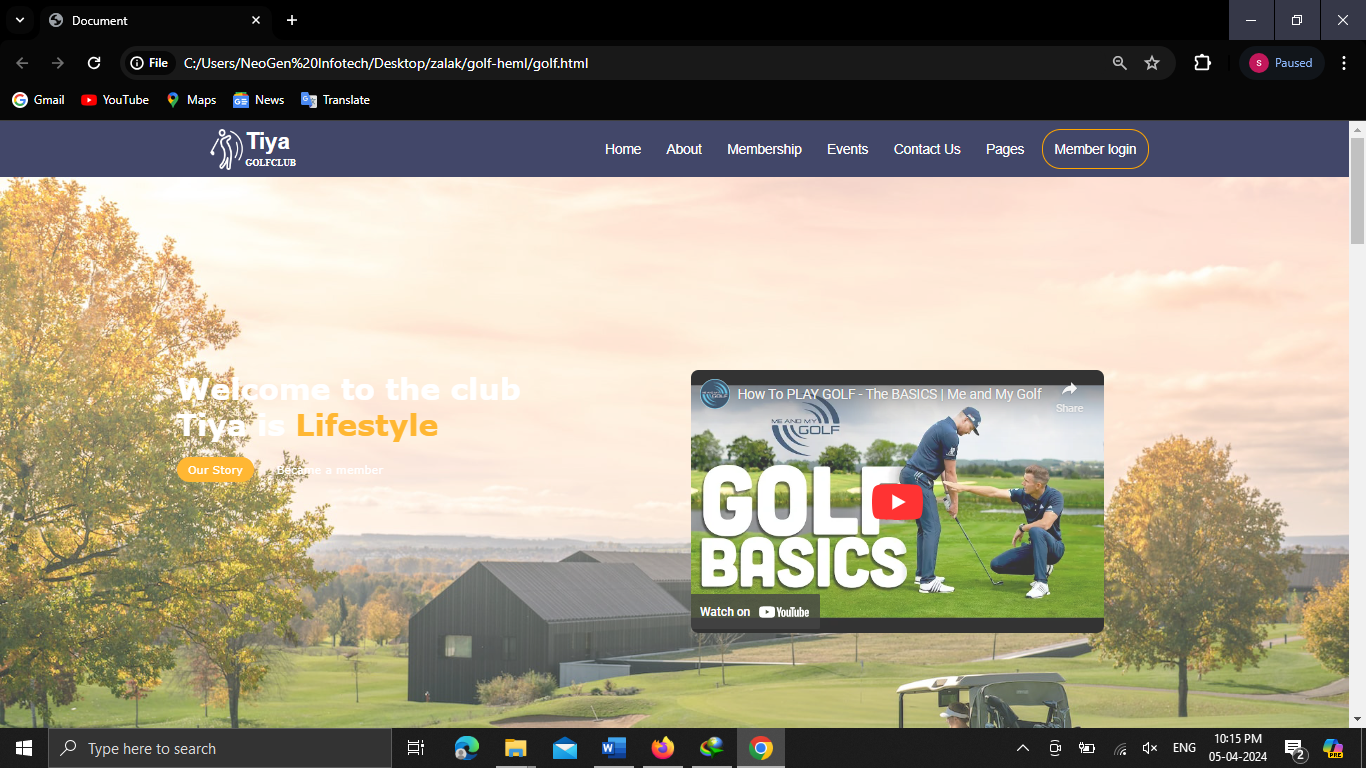 Document
File C:/Users/NeoGen%20Infotech/Desktop/zalak/golf-heml/golf.html
S Paused
Gmail YouTube Maps News Translate
Tiya
GOLFCLUB
Home About Membership Events Contact Us Pages Member login
Welcome to the club
Tiya is Lifestyle
Our Story Became a member
How To PLAY GOLF - The BASICS | Me and My Golf
Share
ME AND MY
GOLF
GOLF
BASICS
Watch on YouTube
Type here to search
ENG
10:15 PM
05-04-2024
2
PRE